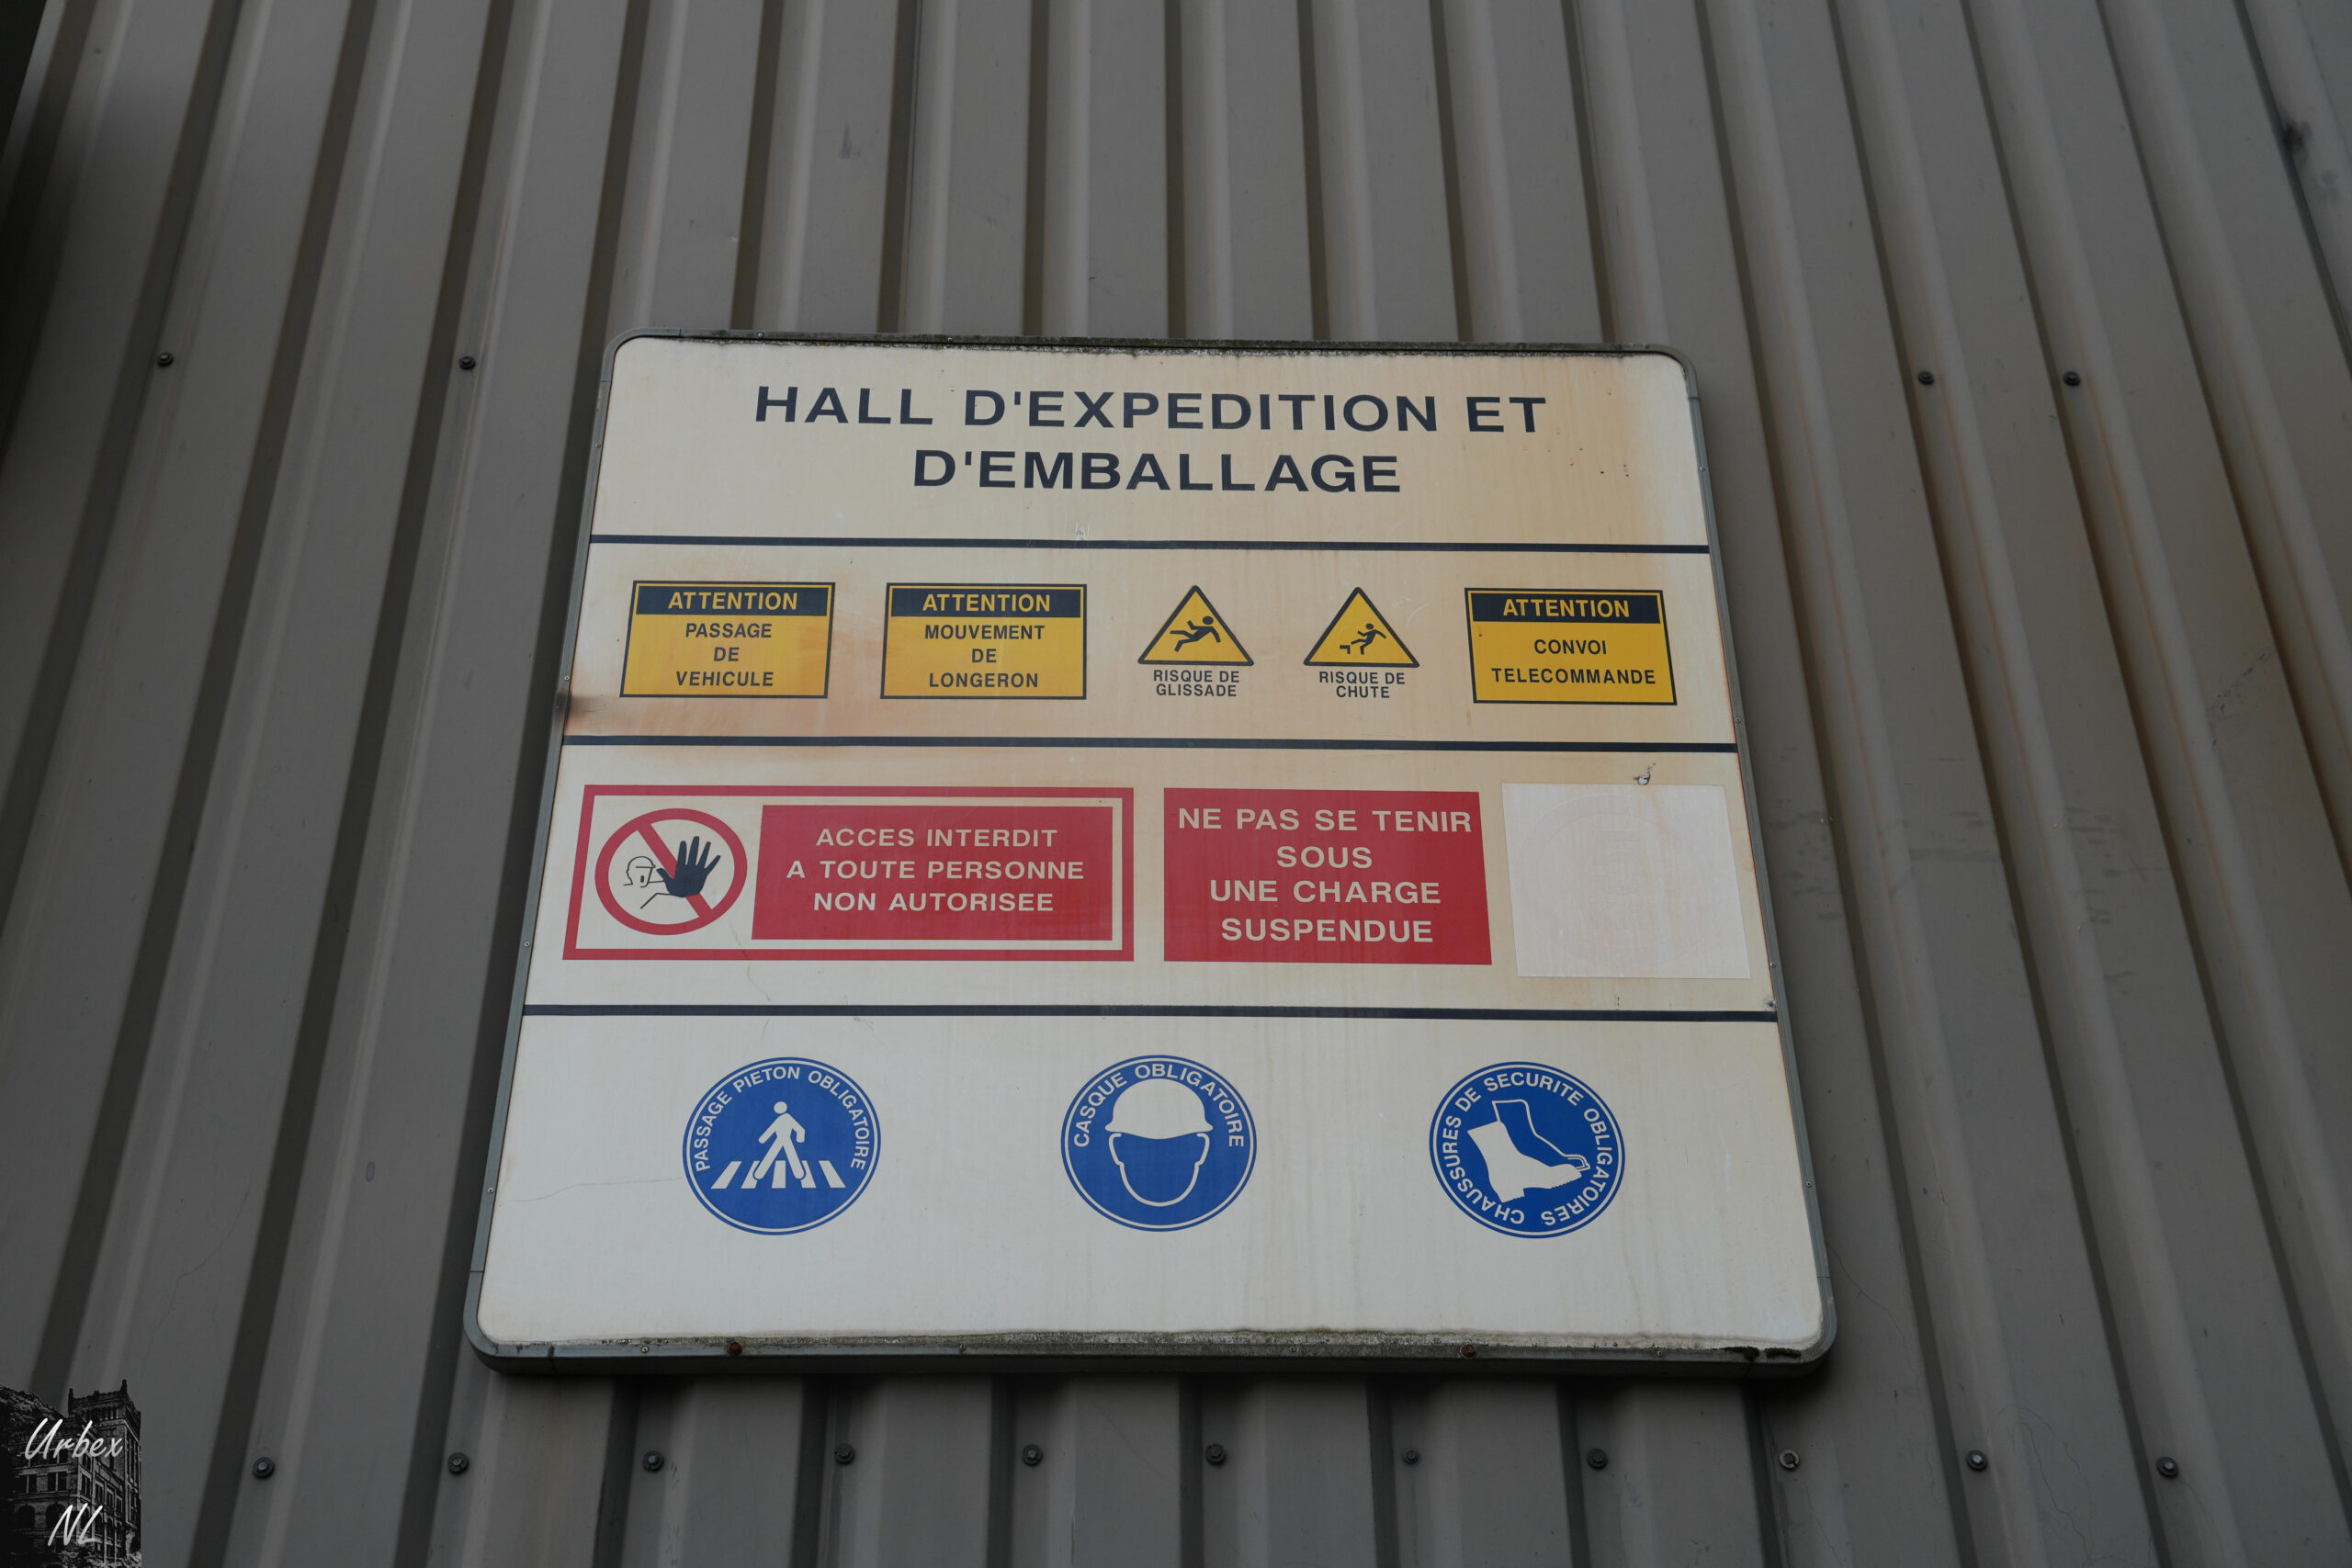 HALL D'EXPEDITION ET
D'EMBALLAGE
ATTENTION
PASSAGE
DE
VEHICULE
ATTENTION
MOUVEMENT
DE
LONGERON
RISQUE DE
GLISSADE
RISQUE DE
CHUTE
ATTENTION
CONVOI
TELECOMMANDE
ACCES INTERDIT
A TOUTE PERSONNE
NON AUTORISEE
NE PAS SE TENIR
SOUS
UNE CHARGE
SUSPENDUE
PASSAGE PIETON OBLIGATOIRE
CASQUE OBLIGATOIRE
CHAUSSURES DE SECURITE OBLIGATOIRES
Urbex
NL